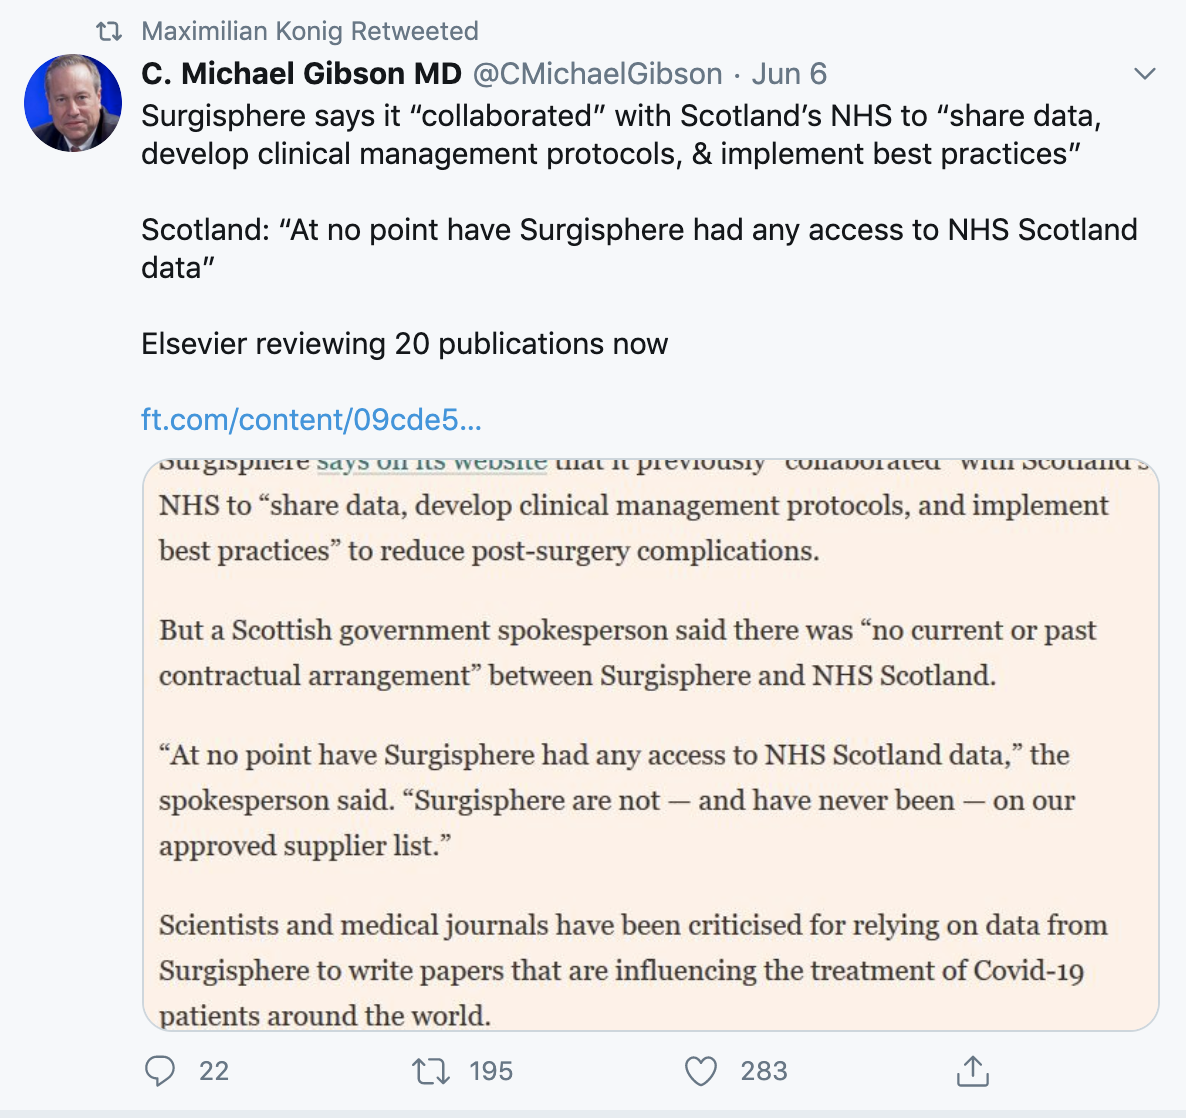 Maximilian Konig Retweeted
C. Michael Gibson MD @CMichaelGibson · Jun 6
Surgisphere says it “collaborated” with Scotland’s NHS to “share data,
develop clinical management protocols, & implement best practices”
Scotland: “At no point have Surgisphere had any access to NHS Scotland
data”
Elsevier reviewing 20 publications now
ft.com/content/09cde5...
Surgisphere says on its website that it previously “collaborated” with Scotland’s
NHS to “share data, develop clinical management protocols, and implement
best practices” to reduce post-surgery complications.
But a Scottish government spokesperson said there was “no current or past
contractual arrangement” between Surgisphere and NHS Scotland.
“At no point have Surgisphere had any access to NHS Scotland data,” the
spokesperson said. “Surgisphere are not — and have never been — on our
approved supplier list.”
Scientists and medical journals have been criticised for relying on data from
Surgisphere to write papers that are influencing the treatment of Covid-19
patients around the world.
22 195 283